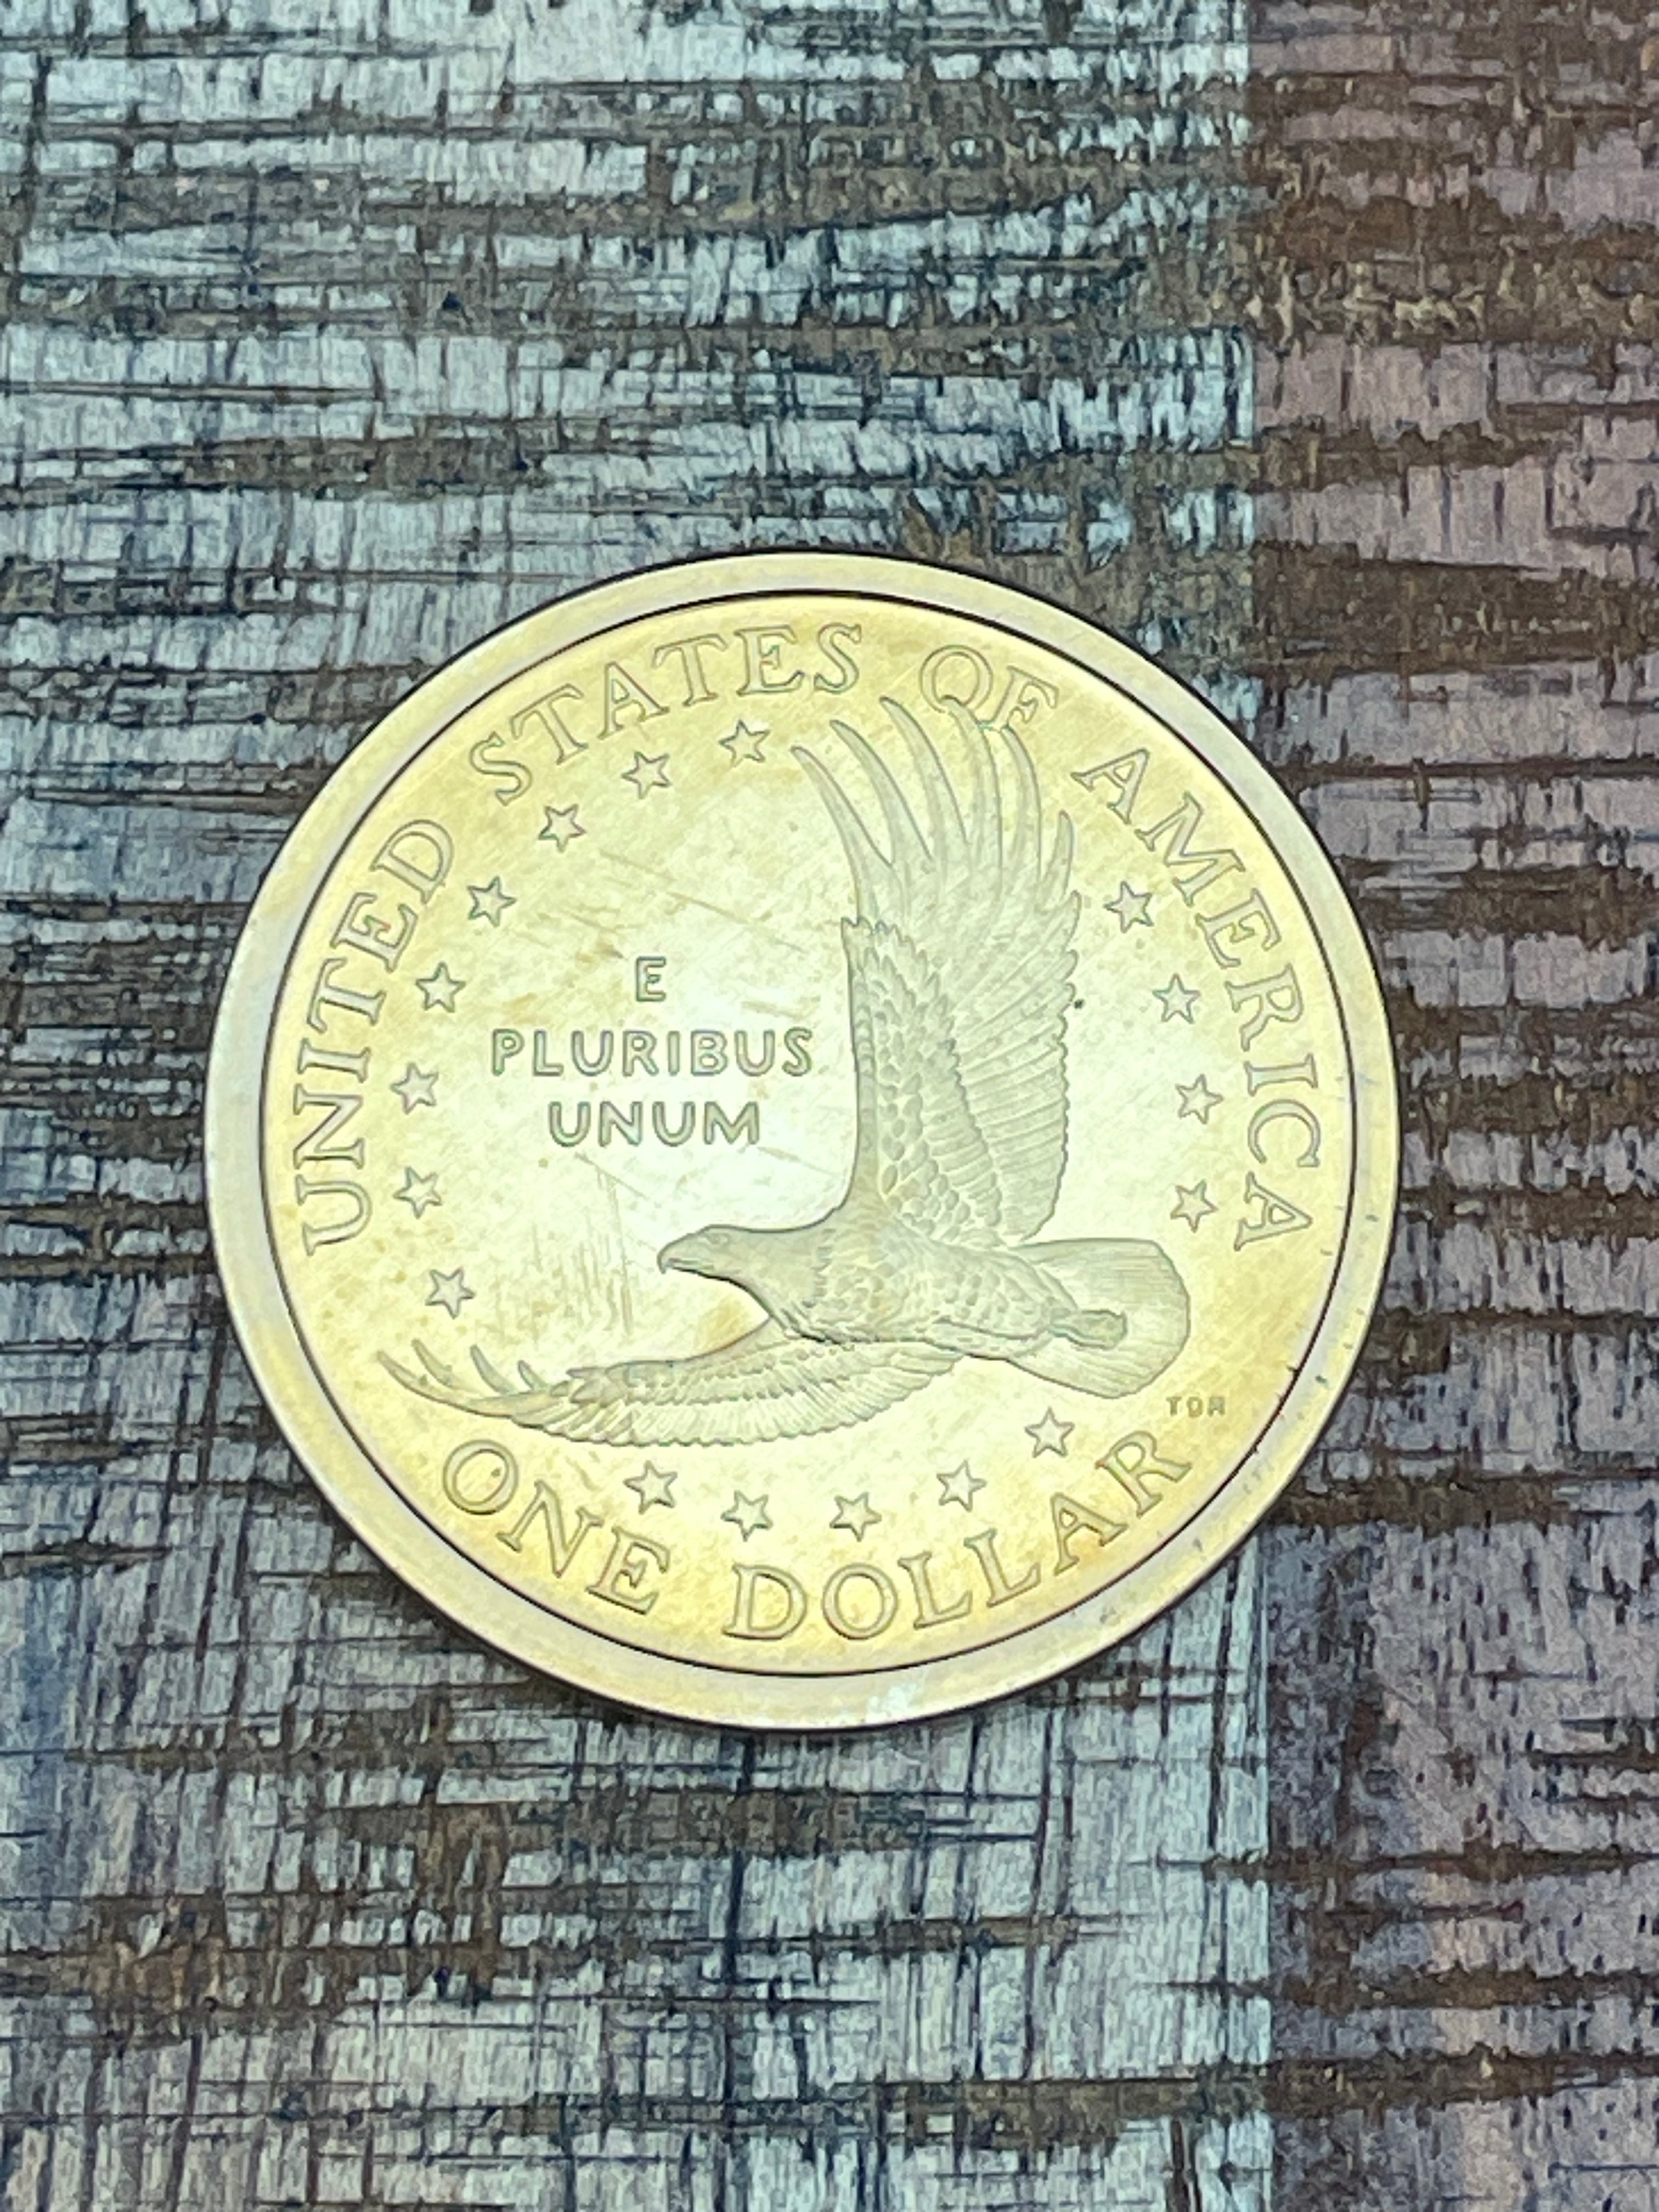 UNITED STATES OF AMERICA
E
PLURIBUS
UNUM
TDR
ONE DOLLAR